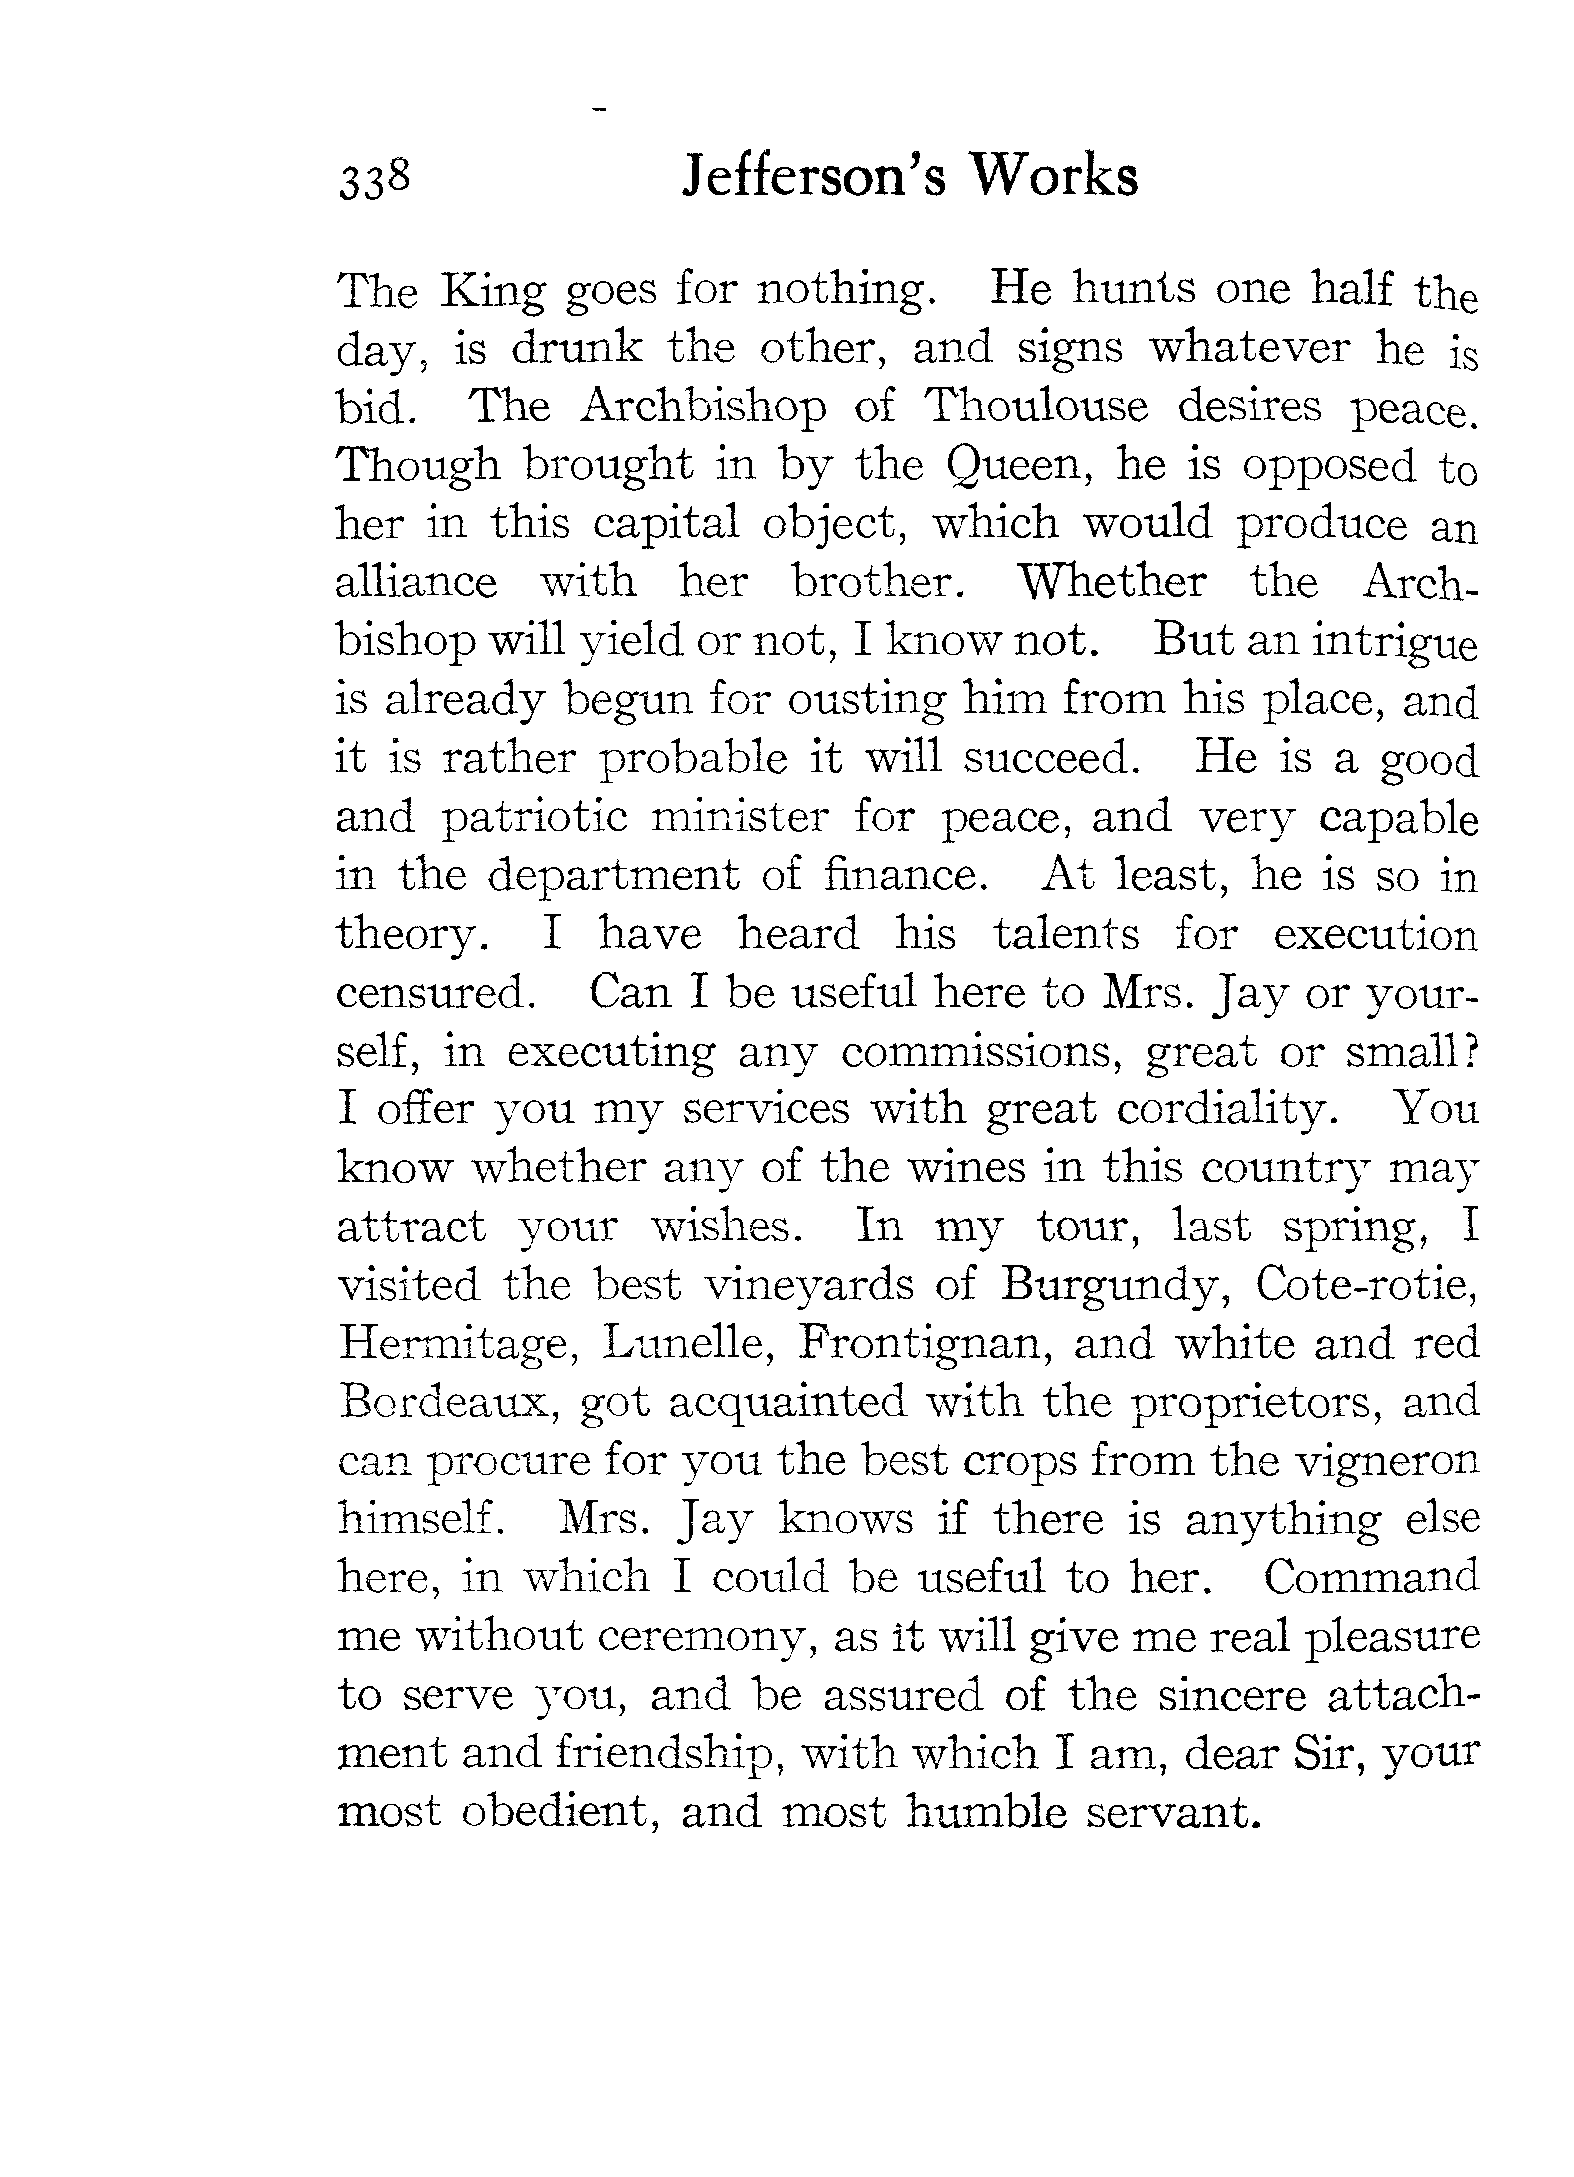 338 Jefferson's Works
The King goes for nothing. He hunts one half the
day, is drunk the other, and signs whatever he is
bid. The Archbishop of Thoulouse desires peace.
Though brought in by the Queen, he is opposed to
her in this capital object, which would produce an
alliance with her brother. Whether the Arch-
bishop will yield or not, I know not. But an intrigue
is already begun for ousting him from his place, and
it is rather probable it will succeed. He is a good
and patriotic minister for peace, and very capable
in the department of finance. At least, he is so in
theory. I have heard his talents for execution
censured. Can I be useful here to Mrs. Jay or your-
self, in executing any commissions, great or small?
I offer you my services with great cordiality. You
know whether any of the wines in this country may
attract your wishes. In my tour, last spring, I
visited the best vineyards of Burgundy, Cote-rotie,
Hermitage, Lunelle, Frontignan, and white and red
Bordeaux, got acquainted with the proprietors, and
can procure for you the best crops from the vigneron
himself. Mrs. Jay knows if there is anything else
here, in which I could be useful to her. Command
me without ceremony, as it will give me real pleasure
to serve you, and be assured of the sincere attach-
ment and friendship, with which I am, dear Sir, your
most obedient, and most humble servant.